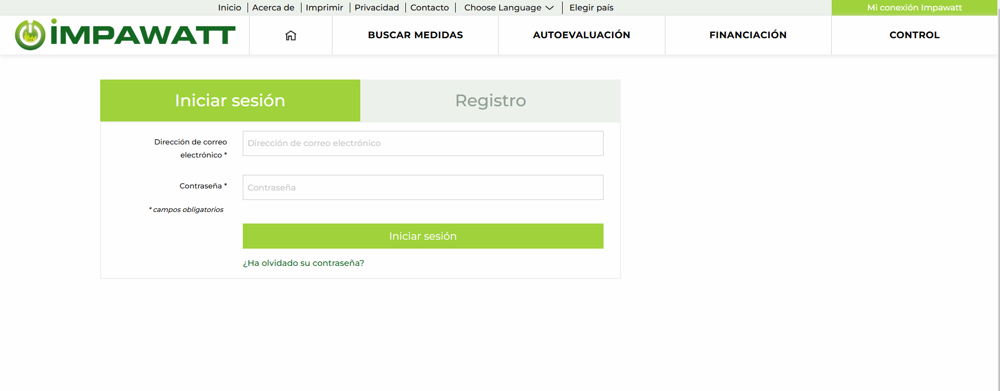 Inicio Acerca de Imprimir Privacidad Contacto Choose Language Elegir país Mi conexión Impawatt
IMPAWATT BUSCAR MEDIDAS AUTOEVALUACIÓN FINANCIACIÓN CONTROL
Iniciar sesión Registro
Dirección de correo
electrónico * Dirección de correo electrónico
Contraseña * Contraseña
* campos obligatorios
Iniciar sesión
¿Ha olvidado su contraseña?